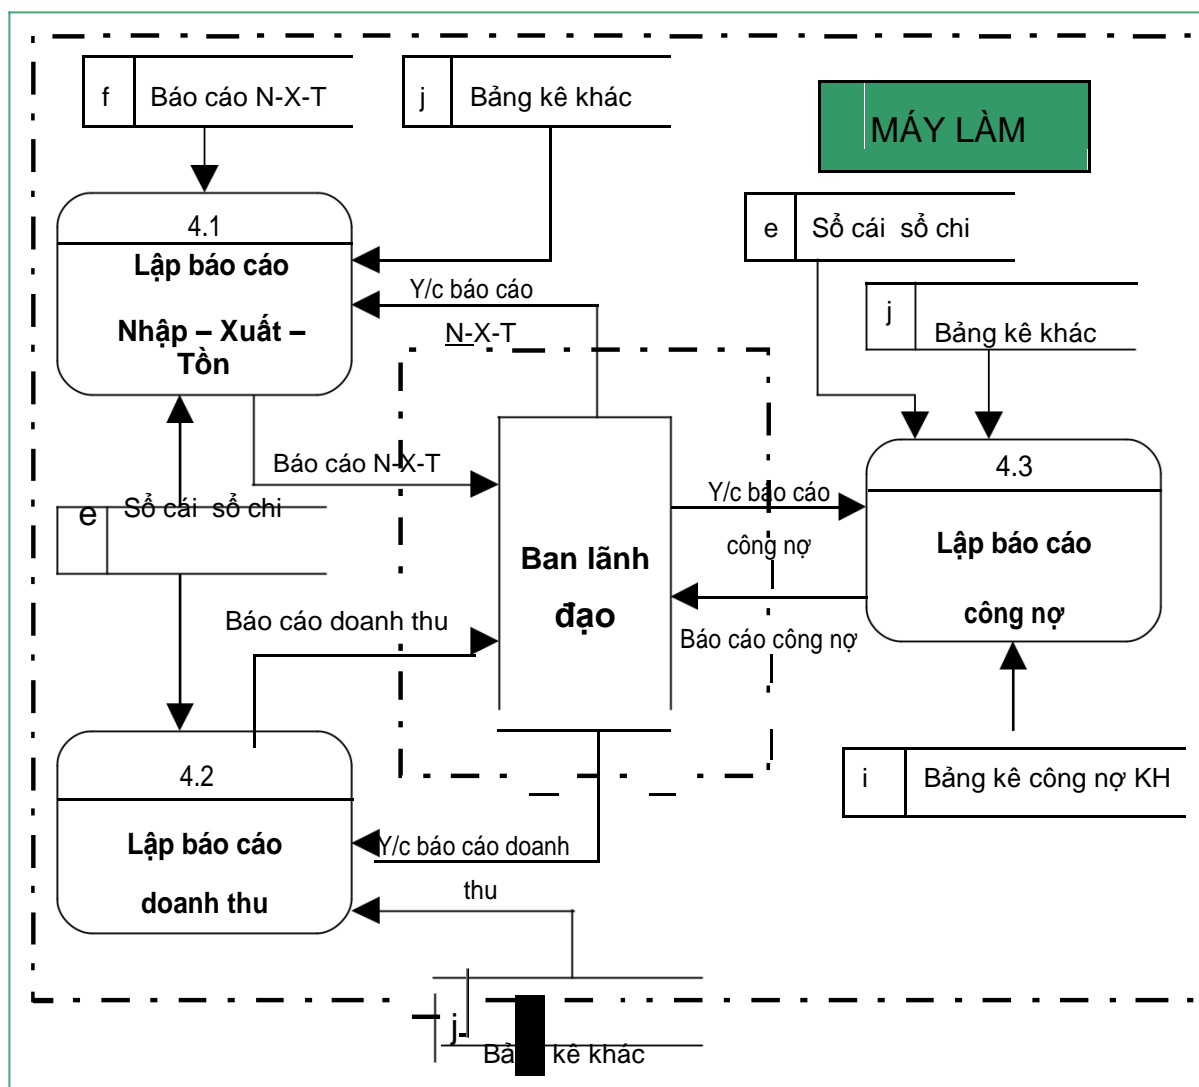 f Báo cáo N-X-T
j Bảng kê khác
MÁY LÀM
e Sổ cái sổ chi
4.1
Lập báo cáo
Nhập – Xuất –
Tồn
Y/c báo cáo
N-X-T
j
Bảng kê khác
Báo cáo N-X-T
e Sổ cái sổ chi
Ban lãnh
đạo
Y/c báo cáo
công nợ
Báo cáo công nợ
4.3
Lập báo cáo
công nợ
Báo cáo doanh thu
4.2
Lập báo cáo
doanh thu
Y/c báo cáo doanh
thu
i Bảng kê công nợ KH
j
kê khác